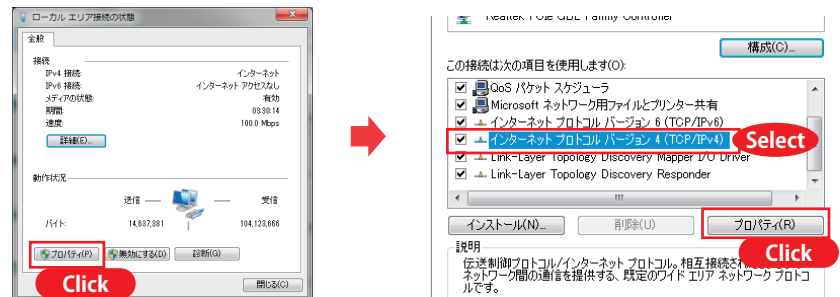 ローカル エリア接続の状態
全般
接続
IPv4 接続: インターネット
IPv6 接続: インターネット アクセスなし
メディアの状態: 有効
期間: 03:30:14
速度: 100.0 Mbps
詳細(E)...
動作状況
送信 — — 受信
バイト: 14,637,381 104,123,666
プロパティ(P) 無効にする(D) 診断(G)
Click
閉じる(C)
Realtek PCIe GBE Family Controller
構成(C)...
この接続は次の項目を使用します(O):
QoS パケット スケジューラ
Microsoft ネットワーク用ファイルとプリンター共有
インターネット プロトコル バージョン 6 (TCP/IPv6)
インターネット プロトコル バージョン 4 (TCP/IPv4)
Select
Link-Layer Topology Discovery Mapper I/O Driver
Link-Layer Topology Discovery Responder
インストール(N)... 削除(U) プロパティ(R)
説明
Click
伝送制御プロトコル/インターネット プロトコル。相互接続され
ネットワーク間の通信を提供する、既定のワイド エリア ネットワーク プロトコ
ルです。